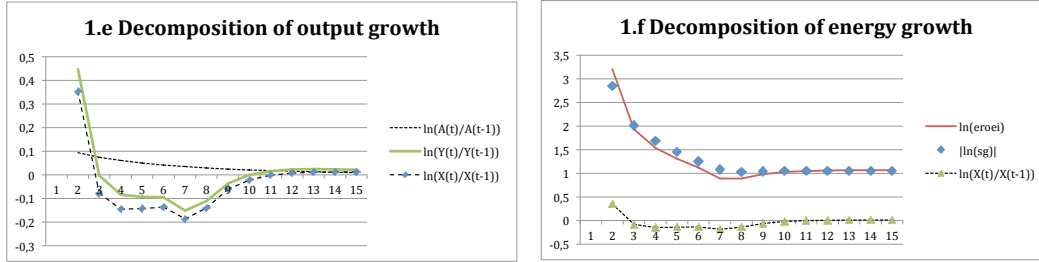 1.e Decomposition of output growth
0,5
0,4
0,3
0,2
0,1
0
-0,1
-0,2
-0,3
1 2 3 4 5 6 7 8 9 10 11 12 13 14 15
ln(A(t)/A(t-1))
ln(Y(t)/Y(t-1))
ln(X(t)/X(t-1))
1.f Decomposition of energy growth
3,5
3
2,5
2
1,5
1
0,5
0
-0,5
1 2 3 4 5 6 7 8 9 10 11 12 13 14 15
ln(eroei)
|ln(sg)|
ln(X(t)/X(t-1))